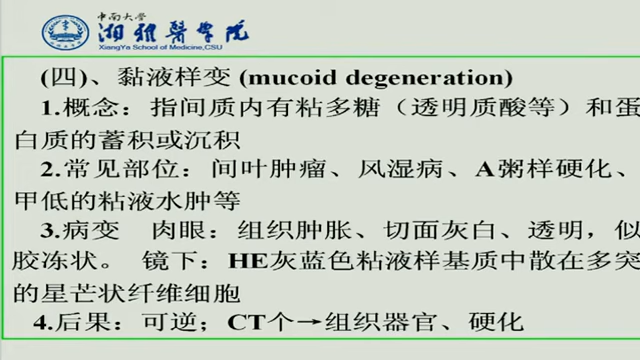 中南大学
湘雅医学院
XiangYa School of Medicine,CSU
(四)、黏液样变 (mucoid degeneration)
1.概念：指间质内有粘多糖（透明质酸等）和蛋
白质的蓄积或沉积
2.常见部位：间叶肿瘤、风湿病、A粥样硬化、
甲低的粘液水肿等
3.病变 肉眼：组织肿胀、切面灰白、透明，似
胶冻状。 镜下：HE灰蓝色粘液样基质中散在多突
的星芒状纤维细胞
4.后果：可逆；CT个→组织器官、硬化